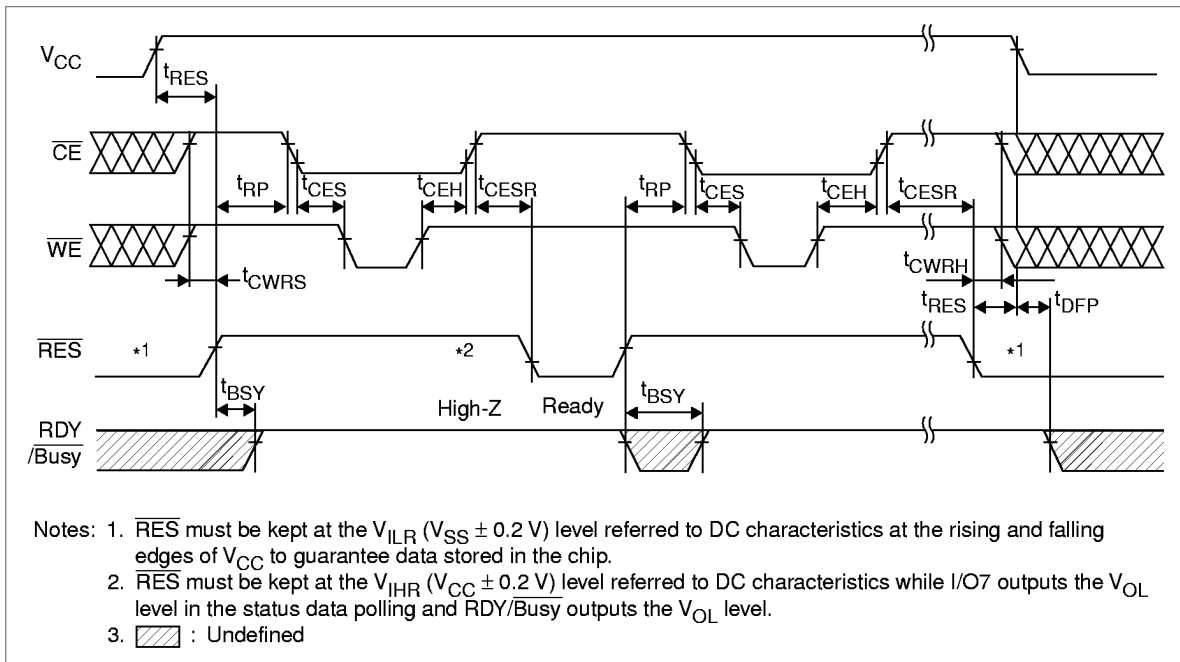 VCC
tRES
CE
tRP tCES tCEH tCESR tRP tCES tCEH tCESR
WE
tCWRS tCWRH
tRES tDFP
RES *1 *2 *1
tBSY High-Z Ready tBSY
RDY
/Busy
Notes: 1. RES must be kept at the VILR (VSS ± 0.2 V) level referred to DC characteristics at the rising and falling
edges of VCC to guarantee data stored in the chip.
2. RES must be kept at the VIHR (VCC ± 0.2 V) level referred to DC characteristics while I/O7 outputs the VOL
level in the status data polling and RDY/Busy outputs the VOL level.
3. : Undefined